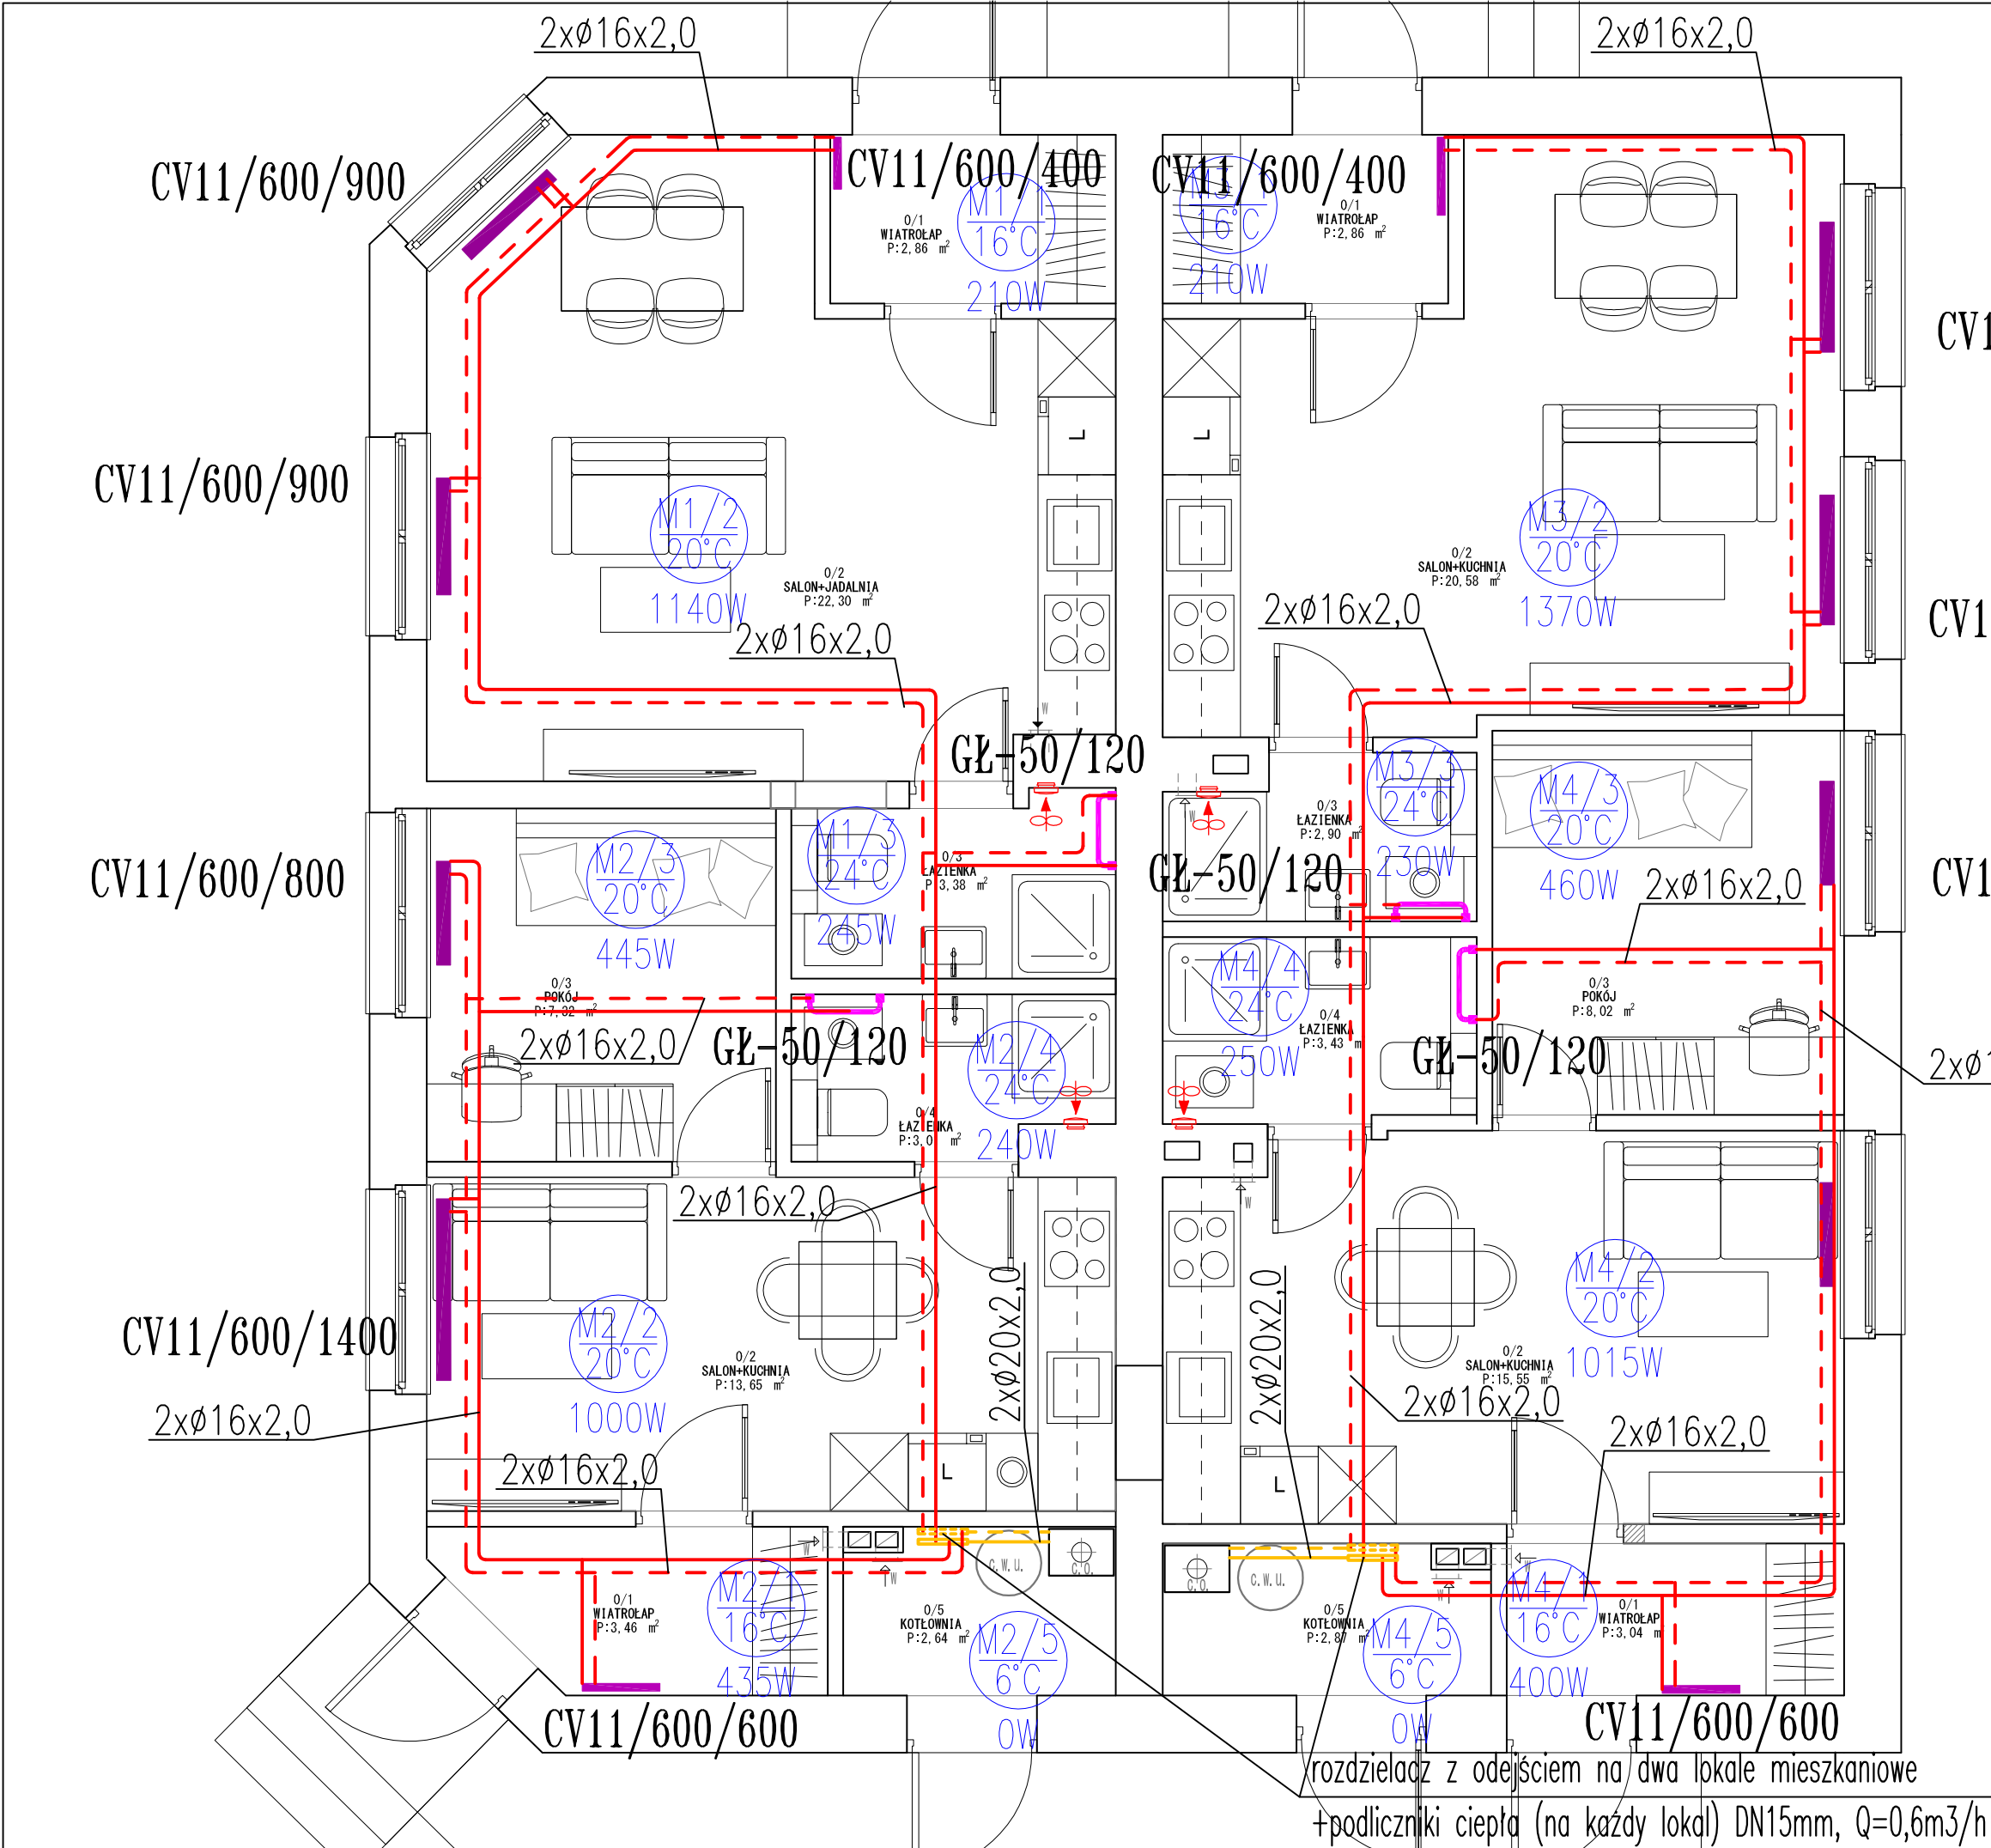 2xø16x2,0
2xø16x2,0
CV11/600/900
CV11/600/400
CV11/600/400
M1/1
16°C
210W
0/1
WIATROŁAP
P:2,86 m²
M3/1
16°C
210W
0/1
WIATROŁAP
P:2,86 m²
CV1
L
L
CV11/600/900
M1/2
20°C
1140W
0/2
SALON+JADALNIA
P:22,30 m²
M3/2
20°C
1370W
0/2
SALON+KUCHNIA
P:20,58 m²
2xø16x2,0
2xø16x2,0
CV1
W
GŁ-50/120
CV11/600/800
M2/3
20°C
445W
0/3
POKÓJ
P:7,32 m²
M1/3
24°C
245W
0/3
ŁAZIENKA
P:3,38 m²
W
GŁ-50/120
0/3
ŁAZIENKA
P:2,90 m²
M3/3
24°C
230W
M4/3
20°C
460W
2xø16x2,0
CV1
0/3
POKÓJ
P:8,02 m²
2xø16x2,0
GŁ-50/120
M2/4
24°C
240W
0/4
ŁAZIENKA
P:3,0 m²
M4/4
24°C
250W
0/4
ŁAZIENKA
P:3,43 m
GŁ-50/120
2xø1
2xø16x2,0
W
CV11/600/1400
M2/2
20°C
1000W
0/2
SALON+KUCHNIA
P:13,65 m²
2xø20x2,0
2xø20x2,0
M4/2
20°C
1015W
0/2
SALON+KUCHNIA
P:15,55 m²
2xø16x2,0
2xø16x2,0
2xø16x2,0
2xø16x2,0
L
L
W
W
c.w.u.
c.o.
c.o.
c.w.u.
W
W
0/1
WIATROŁAP
P:3,46 m²
M2/1
16°C
435W
0/5
KOTŁOWNIA
P:2,64 m²
M2/5
6°C
0W
0/5
KOTŁOWNIA
P:2,87 m²
M4/5
6°C
0W
M4/1
16°C
400W
0/1
WIATROŁAP
P:3,04 m
CV11/600/600
CV11/600/600
rozdzielacz z odejściem na dwa lokale mieszkaniowe
+podliczniki ciepła (na każdy lokal) DN15mm, Q=0,6m3/h